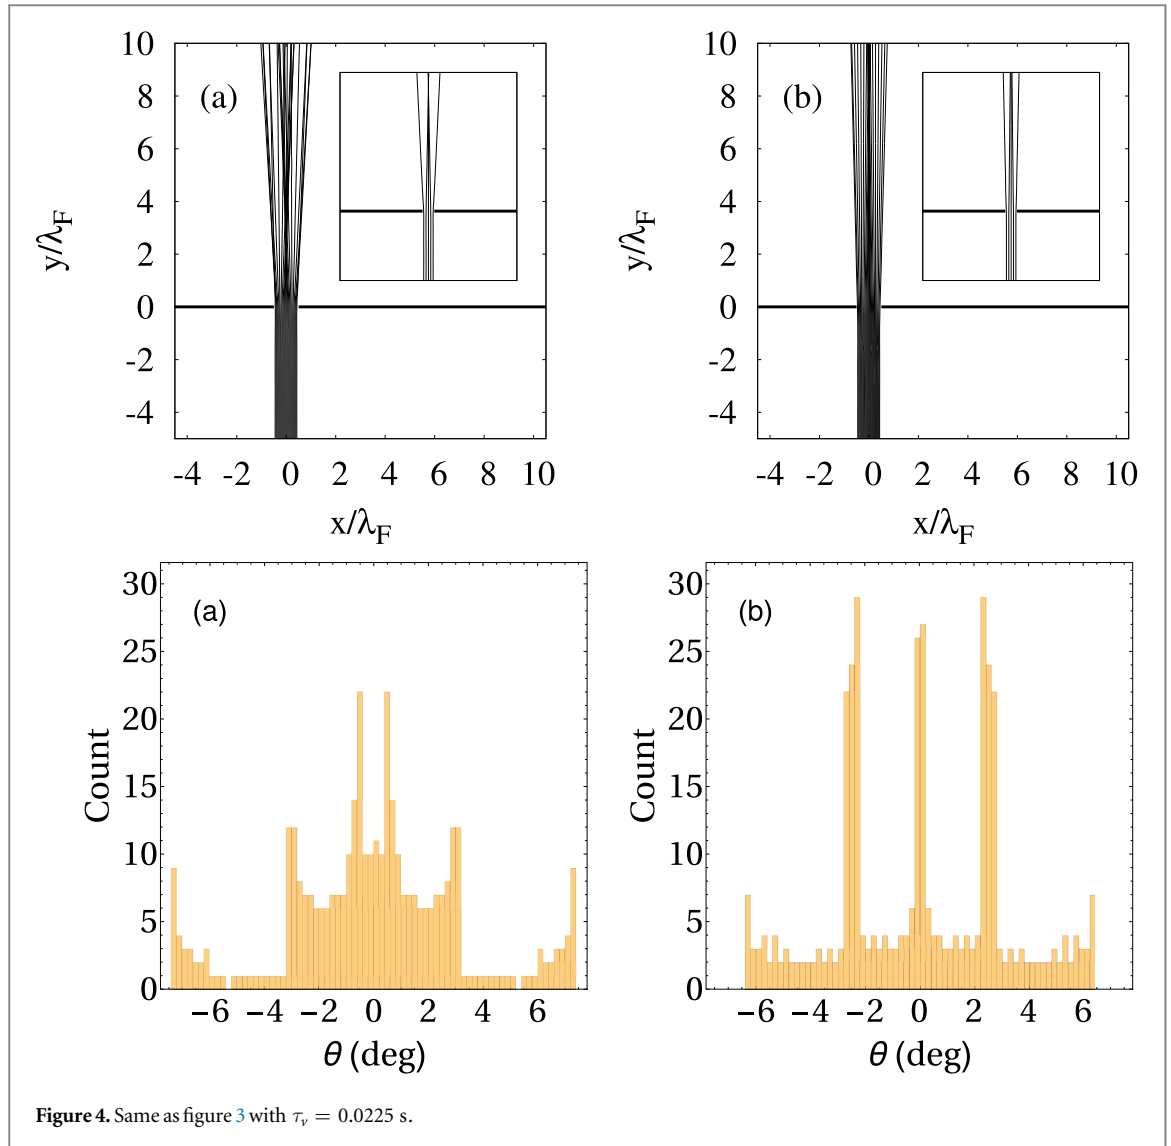 10
8
6
4
2
0
-2
-4
y/λF
(a)
-4 -2 0 2 4 6 8 10
x/λF
10
8
6
4
2
0
-2
-4
y/λF
(b)
-4 -2 0 2 4 6 8 10
x/λF
30
25
20
15
10
5
0
Count
(a)
−6 −4 −2 0 2 4 6
θ (deg)
30
25
20
15
10
5
0
Count
(b)
−6 −4 −2 0 2 4 6
θ (deg)
Figure 4. Same as figure 3 with τν = 0.0225 s.